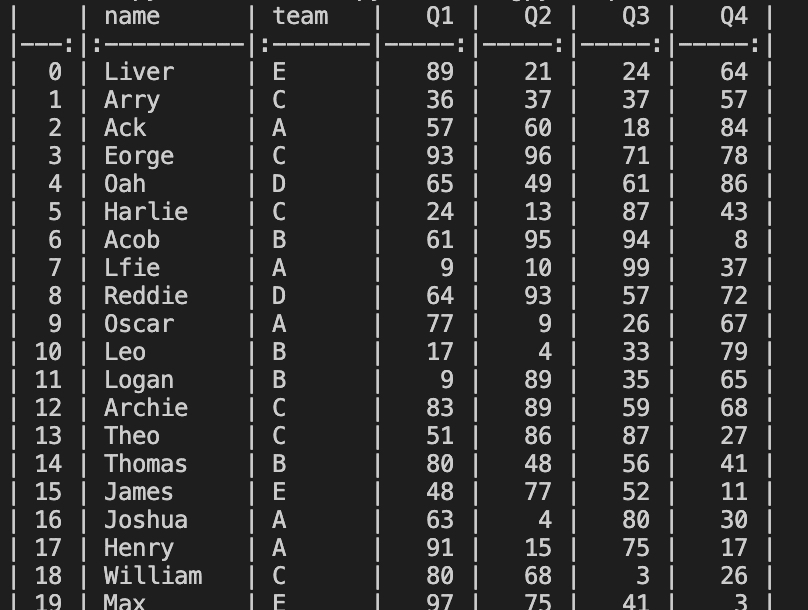 |    | name       | team   |   Q1 |   Q2 |   Q3 |   Q4 |
|---:|:-----------|:-------|-----:|-----:|-----:|-----:|
|  0 | Liver      | E      |   89 |   21 |   24 |   64 |
|  1 | Arry       | C      |   36 |   37 |   37 |   57 |
|  2 | Ack        | A      |   57 |   60 |   18 |   84 |
|  3 | Eorge      | C      |   93 |   96 |   71 |   78 |
|  4 | Oah        | D      |   65 |   49 |   61 |   86 |
|  5 | Harlie     | C      |   24 |   13 |   87 |   43 |
|  6 | Acob       | B      |   61 |   95 |   94 |    8 |
|  7 | Lfie       | A      |    9 |   10 |   99 |   37 |
|  8 | Reddie     | D      |   64 |   93 |   57 |   72 |
|  9 | Oscar      | A      |   77 |    9 |   26 |   67 |
| 10 | Leo        | B      |   17 |    4 |   33 |   79 |
| 11 | Logan      | B      |    9 |   89 |   35 |   65 |
| 12 | Archie     | C      |   83 |   89 |   59 |   68 |
| 13 | Theo       | C      |   51 |   86 |   87 |   27 |
| 14 | Thomas     | B      |   80 |   48 |   56 |   41 |
| 15 | James      | E      |   48 |   77 |   52 |   11 |
| 16 | Joshua     | A      |   63 |    4 |   80 |   30 |
| 17 | Henry      | A      |   91 |   15 |   75 |   17 |
| 18 | William    | C      |   80 |   68 |    3 |   26 |
| 19 | Max        | E      |   97 |   75 |   41 |    3 |